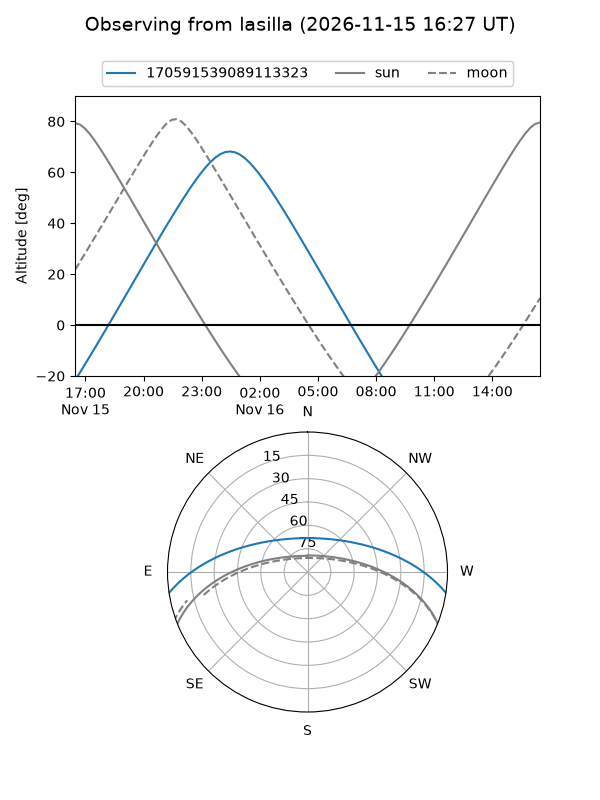 Observing from lasilla (2026-11-15 16:27 UT)
170591539089113323 sun moon
80
60
40
20
0
−20
Altitude [deg]
17:00 20:00 23:00 02:00 05:00 08:00 11:00 14:00
Nov 15 Nov 16
N
NE NW
15
30
45
60
75
E W
SE SW
S